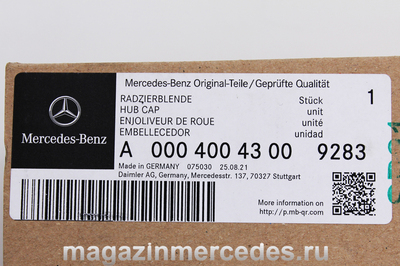 Mercedes-Benz Original-Teile/Geprüfte Qualität
RADZIERBLENDE Stück 1
HUB CAP unit
ENJOLIVEUR DE ROUE unité
EMBELLECEDOR unidad
Mercedes-Benz
A 000 400 43 00 9283
Made in GERMANY 075030 25.08.21
Daimler AG, Germany, Mercedesstr. 137, 70327 Stuttgart
More information on
http://p.mb-qr.com
magazinmercedes.ru